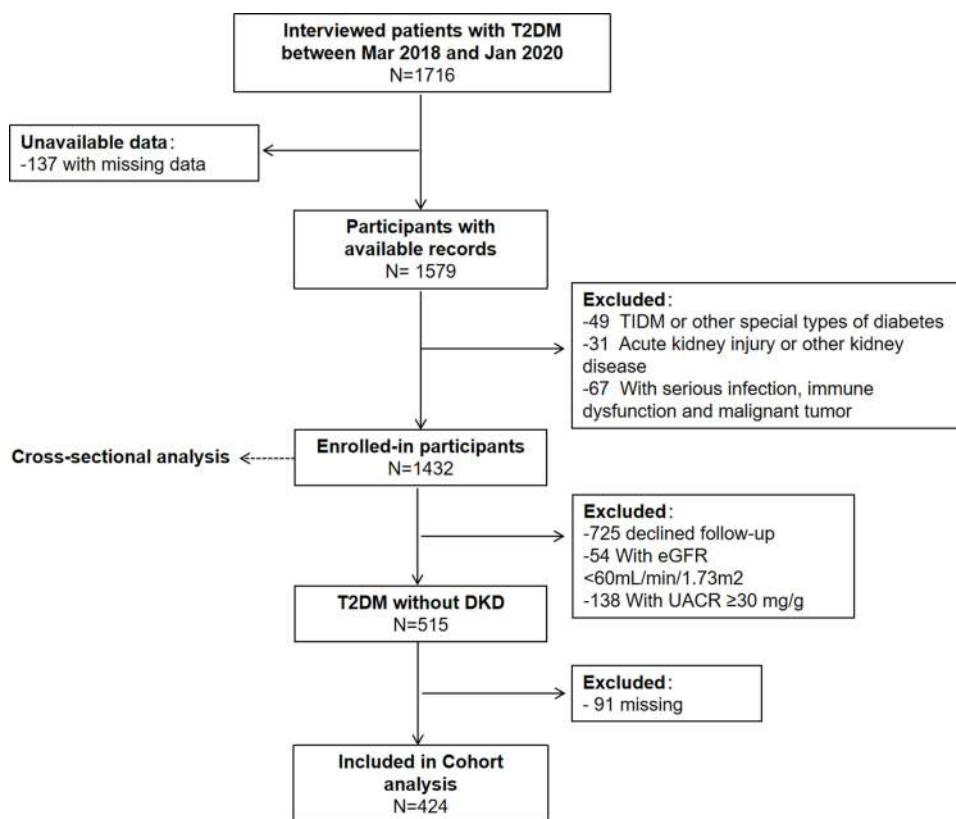 Interviewed patients with T2DM
between Mar 2018 and Jan 2020
N=1716
Unavailable data:
-137 with missing data
Participants with
available records
N= 1579
Excluded:
-49 TIDM or other special types of diabetes
-31 Acute kidney injury or other kidney
disease
-67 With serious infection, immune
dysfunction and malignant tumor
Cross-sectional analysis
Enrolled-in participants
N=1432
Excluded:
-725 declined follow-up
-54 With eGFR
<60mL/min/1.73m2
-138 With UACR ≥30 mg/g
T2DM without DKD
N=515
Excluded:
- 91 missing
Included in Cohort
analysis
N=424